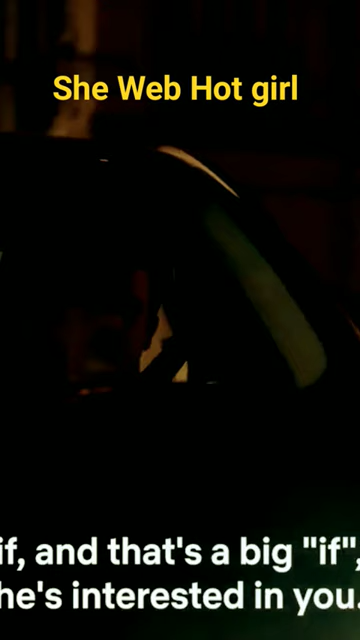 She Web Hot girl
if, and that's a big "if",
he's interested in you.